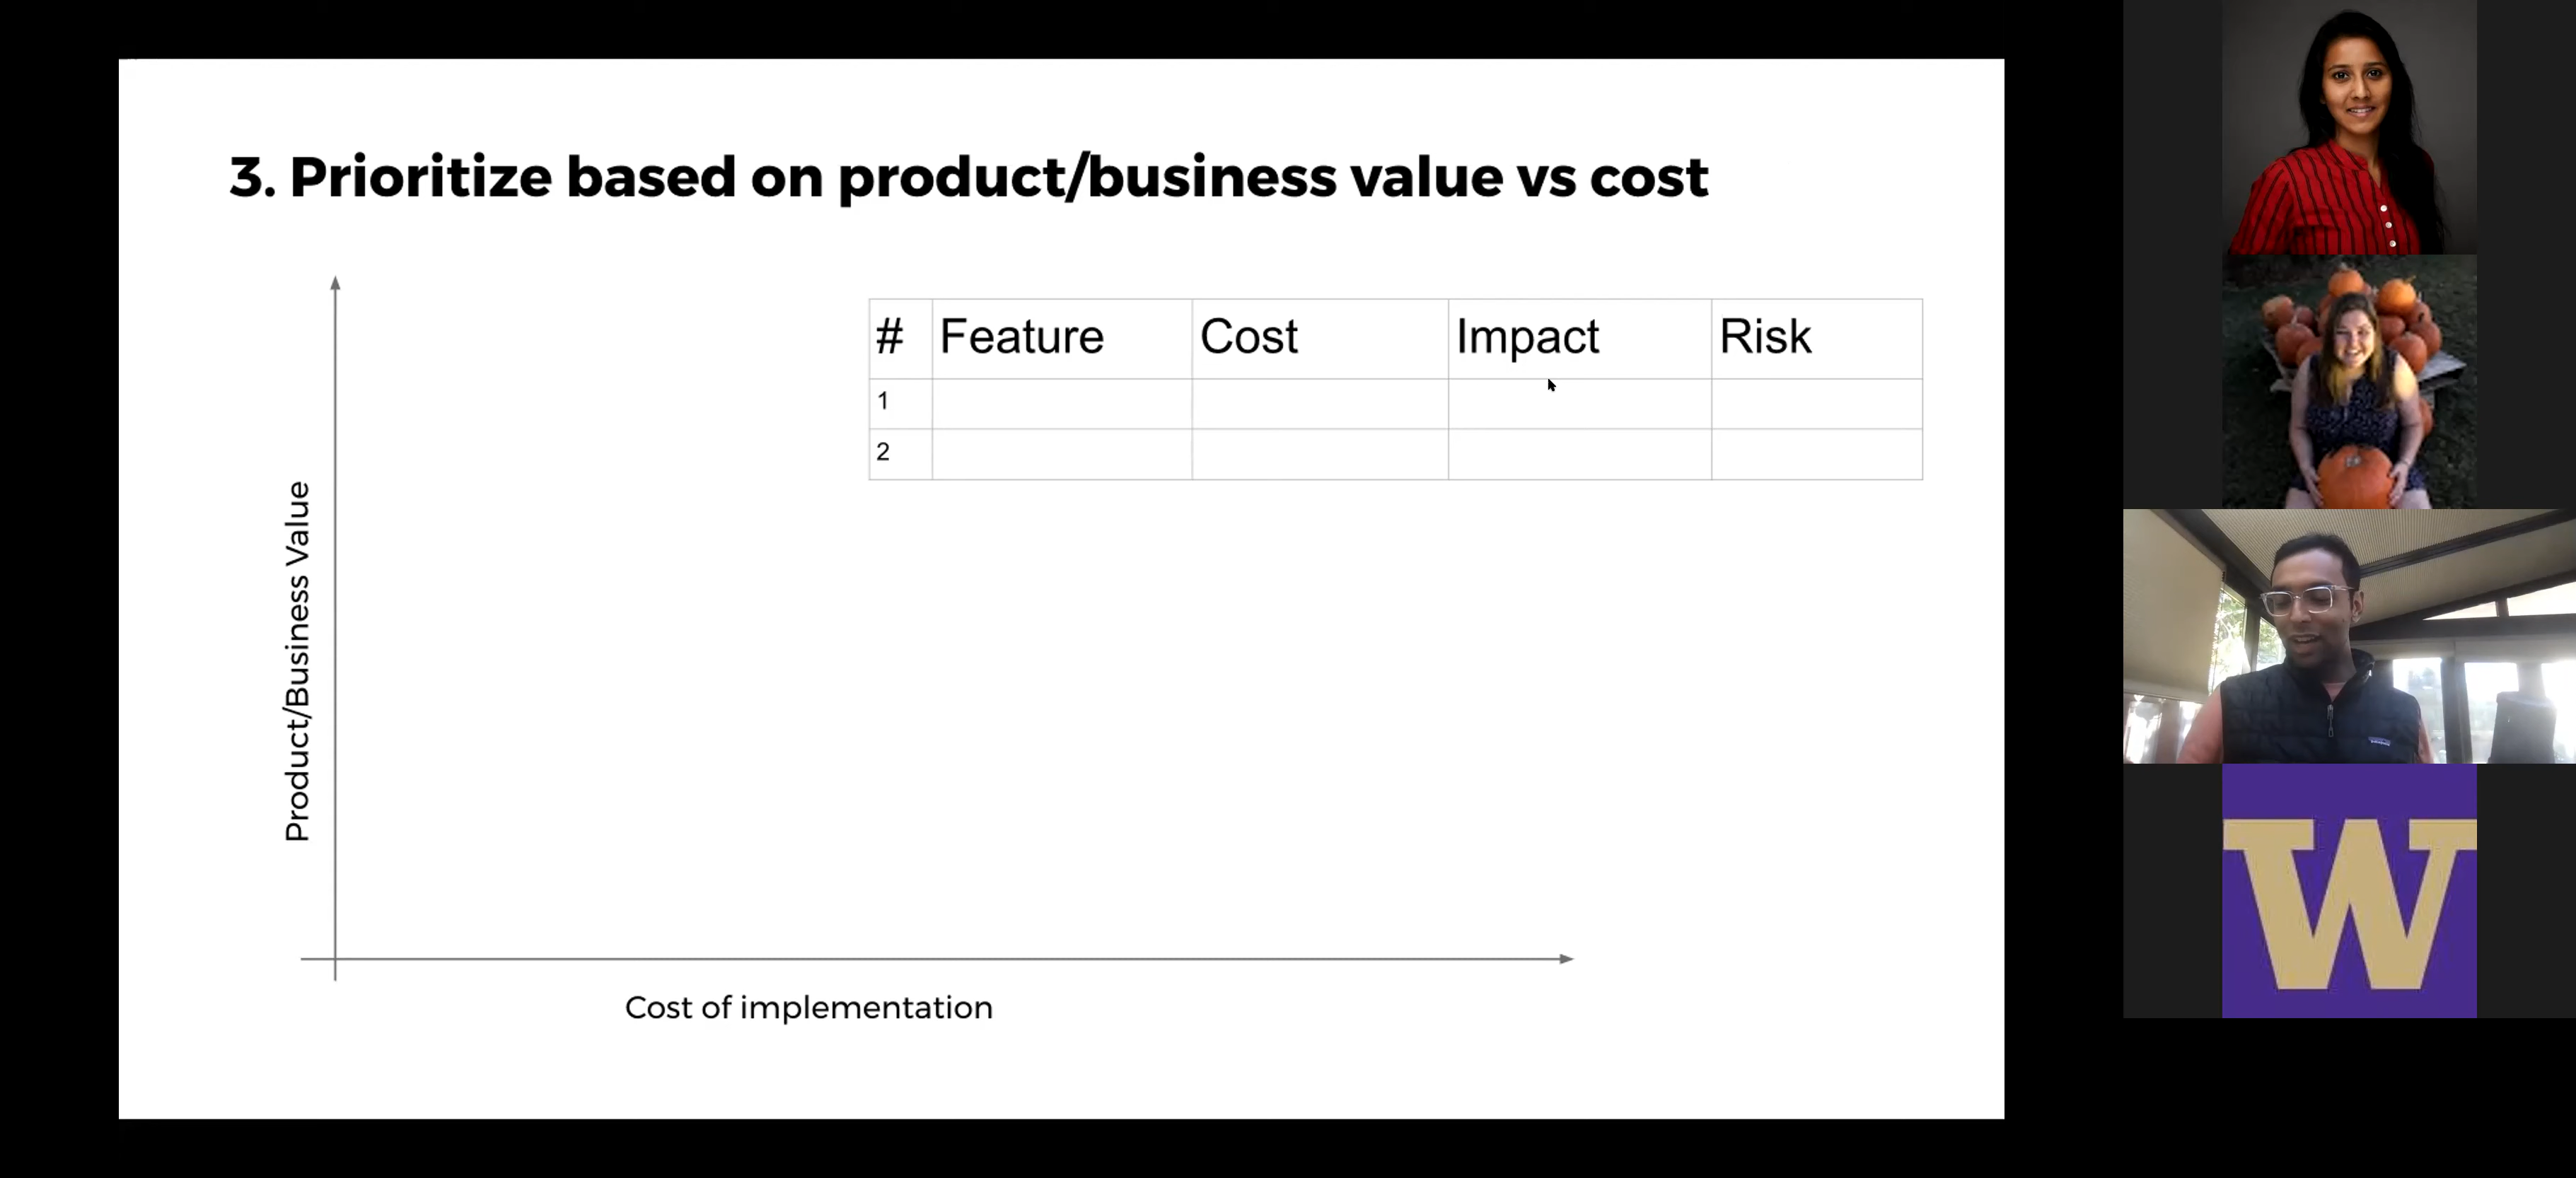 3. Prioritize based on product/business value vs cost
# Feature Cost Impact Risk
1
2
Product/Business Value
Cost of implementation
W